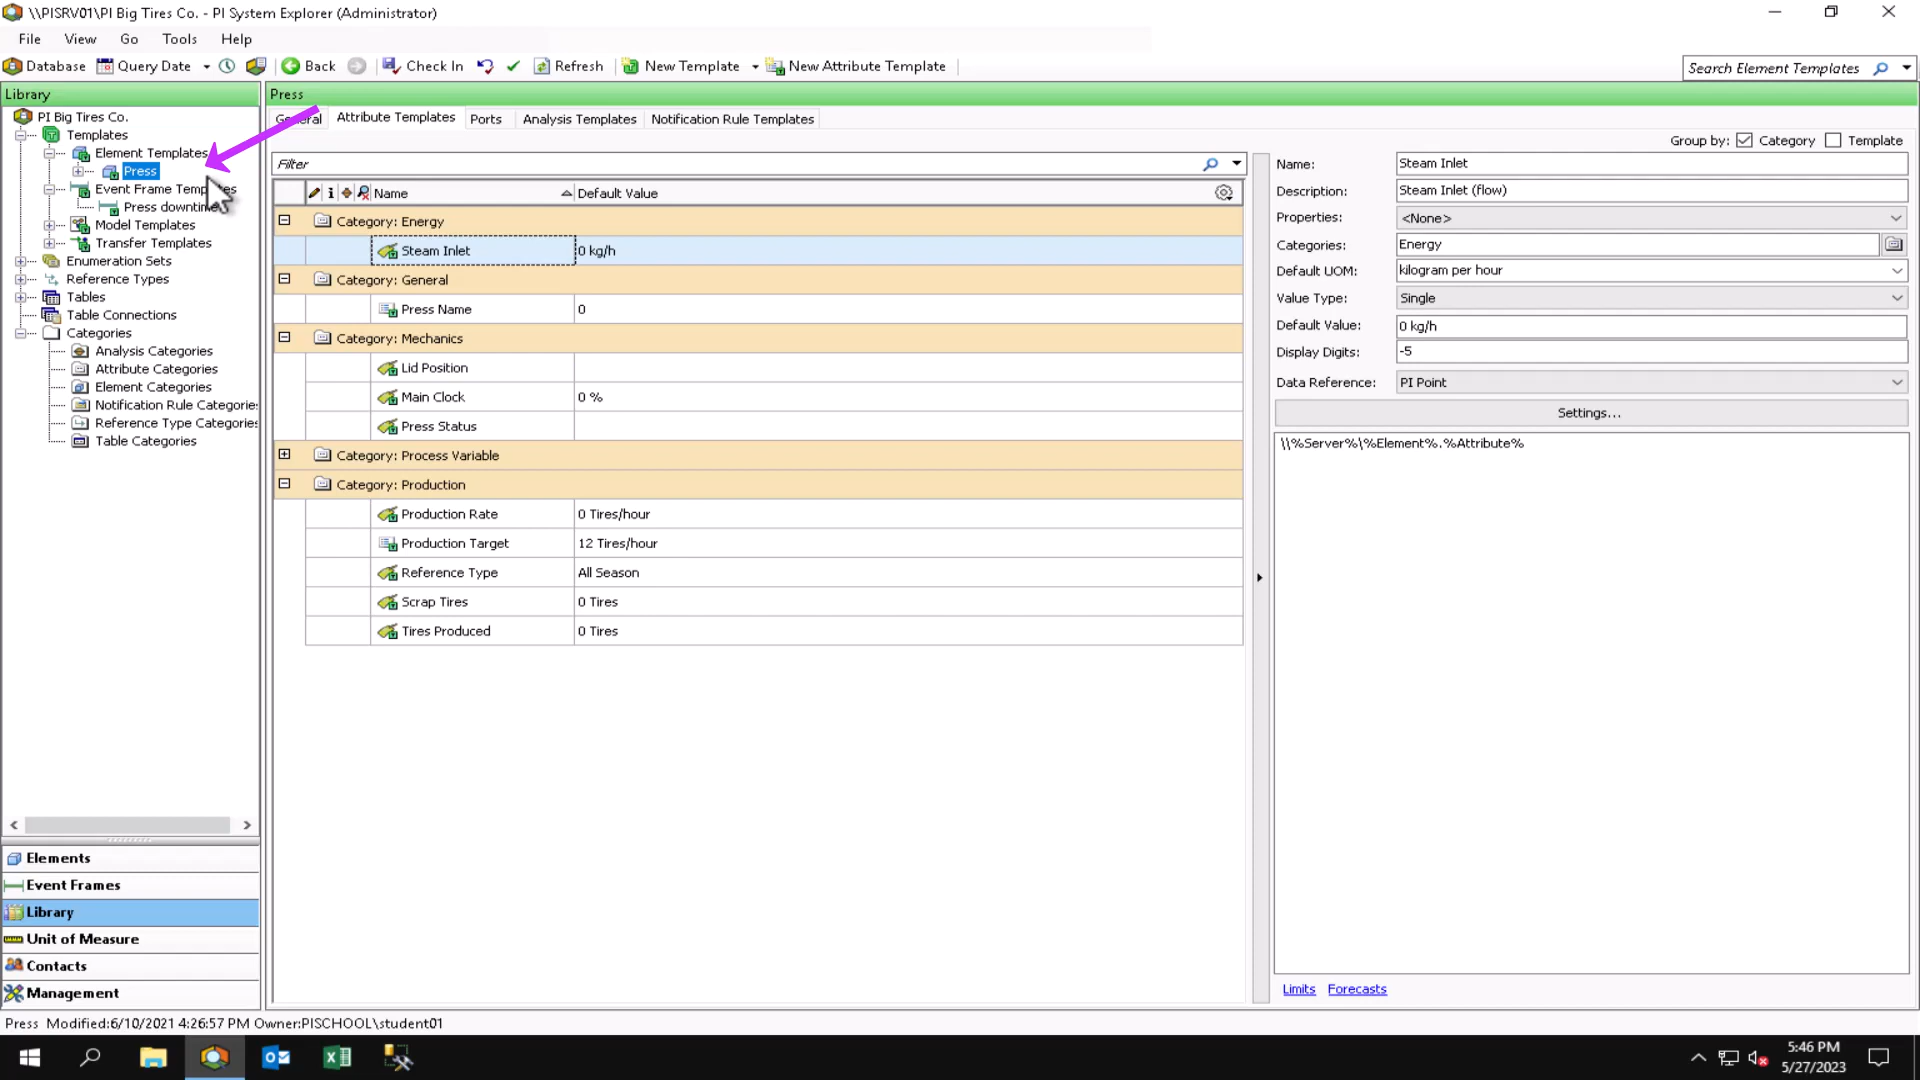 \\PISRV01\PI Big Tires Co. - PI System Explorer (Administrator)
File View Go Tools Help
Database Query Date Back Check In Refresh New Template New Attribute Template
Search Element Templates
Library
PI Big Tires Co.
Templates
Element Templates
Press
Event Frame Templates
Press downtime
Model Templates
Transfer Templates
Enumeration Sets
Reference Types
Tables
Table Connections
Categories
Analysis Categories
Attribute Categories
Element Categories
Notification Rule Categories
Reference Type Categories
Table Categories
Elements
Event Frames
Library
Unit of Measure
Contacts
Management
Press
General Attribute Templates Ports Analysis Templates Notification Rule Templates
Group by: Category Template
Filter
Name Default Value
Category: Energy
Steam Inlet 0 kg/h
Category: General
Press Name 0
Category: Mechanics
Lid Position
Main Clock 0 %
Press Status
Category: Process Variable
Category: Production
Production Rate 0 Tires/hour
Production Target 12 Tires/hour
Reference Type All Season
Scrap Tires 0 Tires
Tires Produced 0 Tires
Name: Steam Inlet
Description: Steam Inlet (flow)
Properties: <None>
Categories: Energy
Default UOM: kilogram per hour
Value Type: Single
Default Value: 0 kg/h
Display Digits: -5
Data Reference: PI Point
Settings...
\\%Server%\%Element%.%Attribute%
Limits Forecasts
Press Modified:6/10/2021 4:26:57 PM Owner:PISCHOOL\student01
5:46 PM
5/27/2023